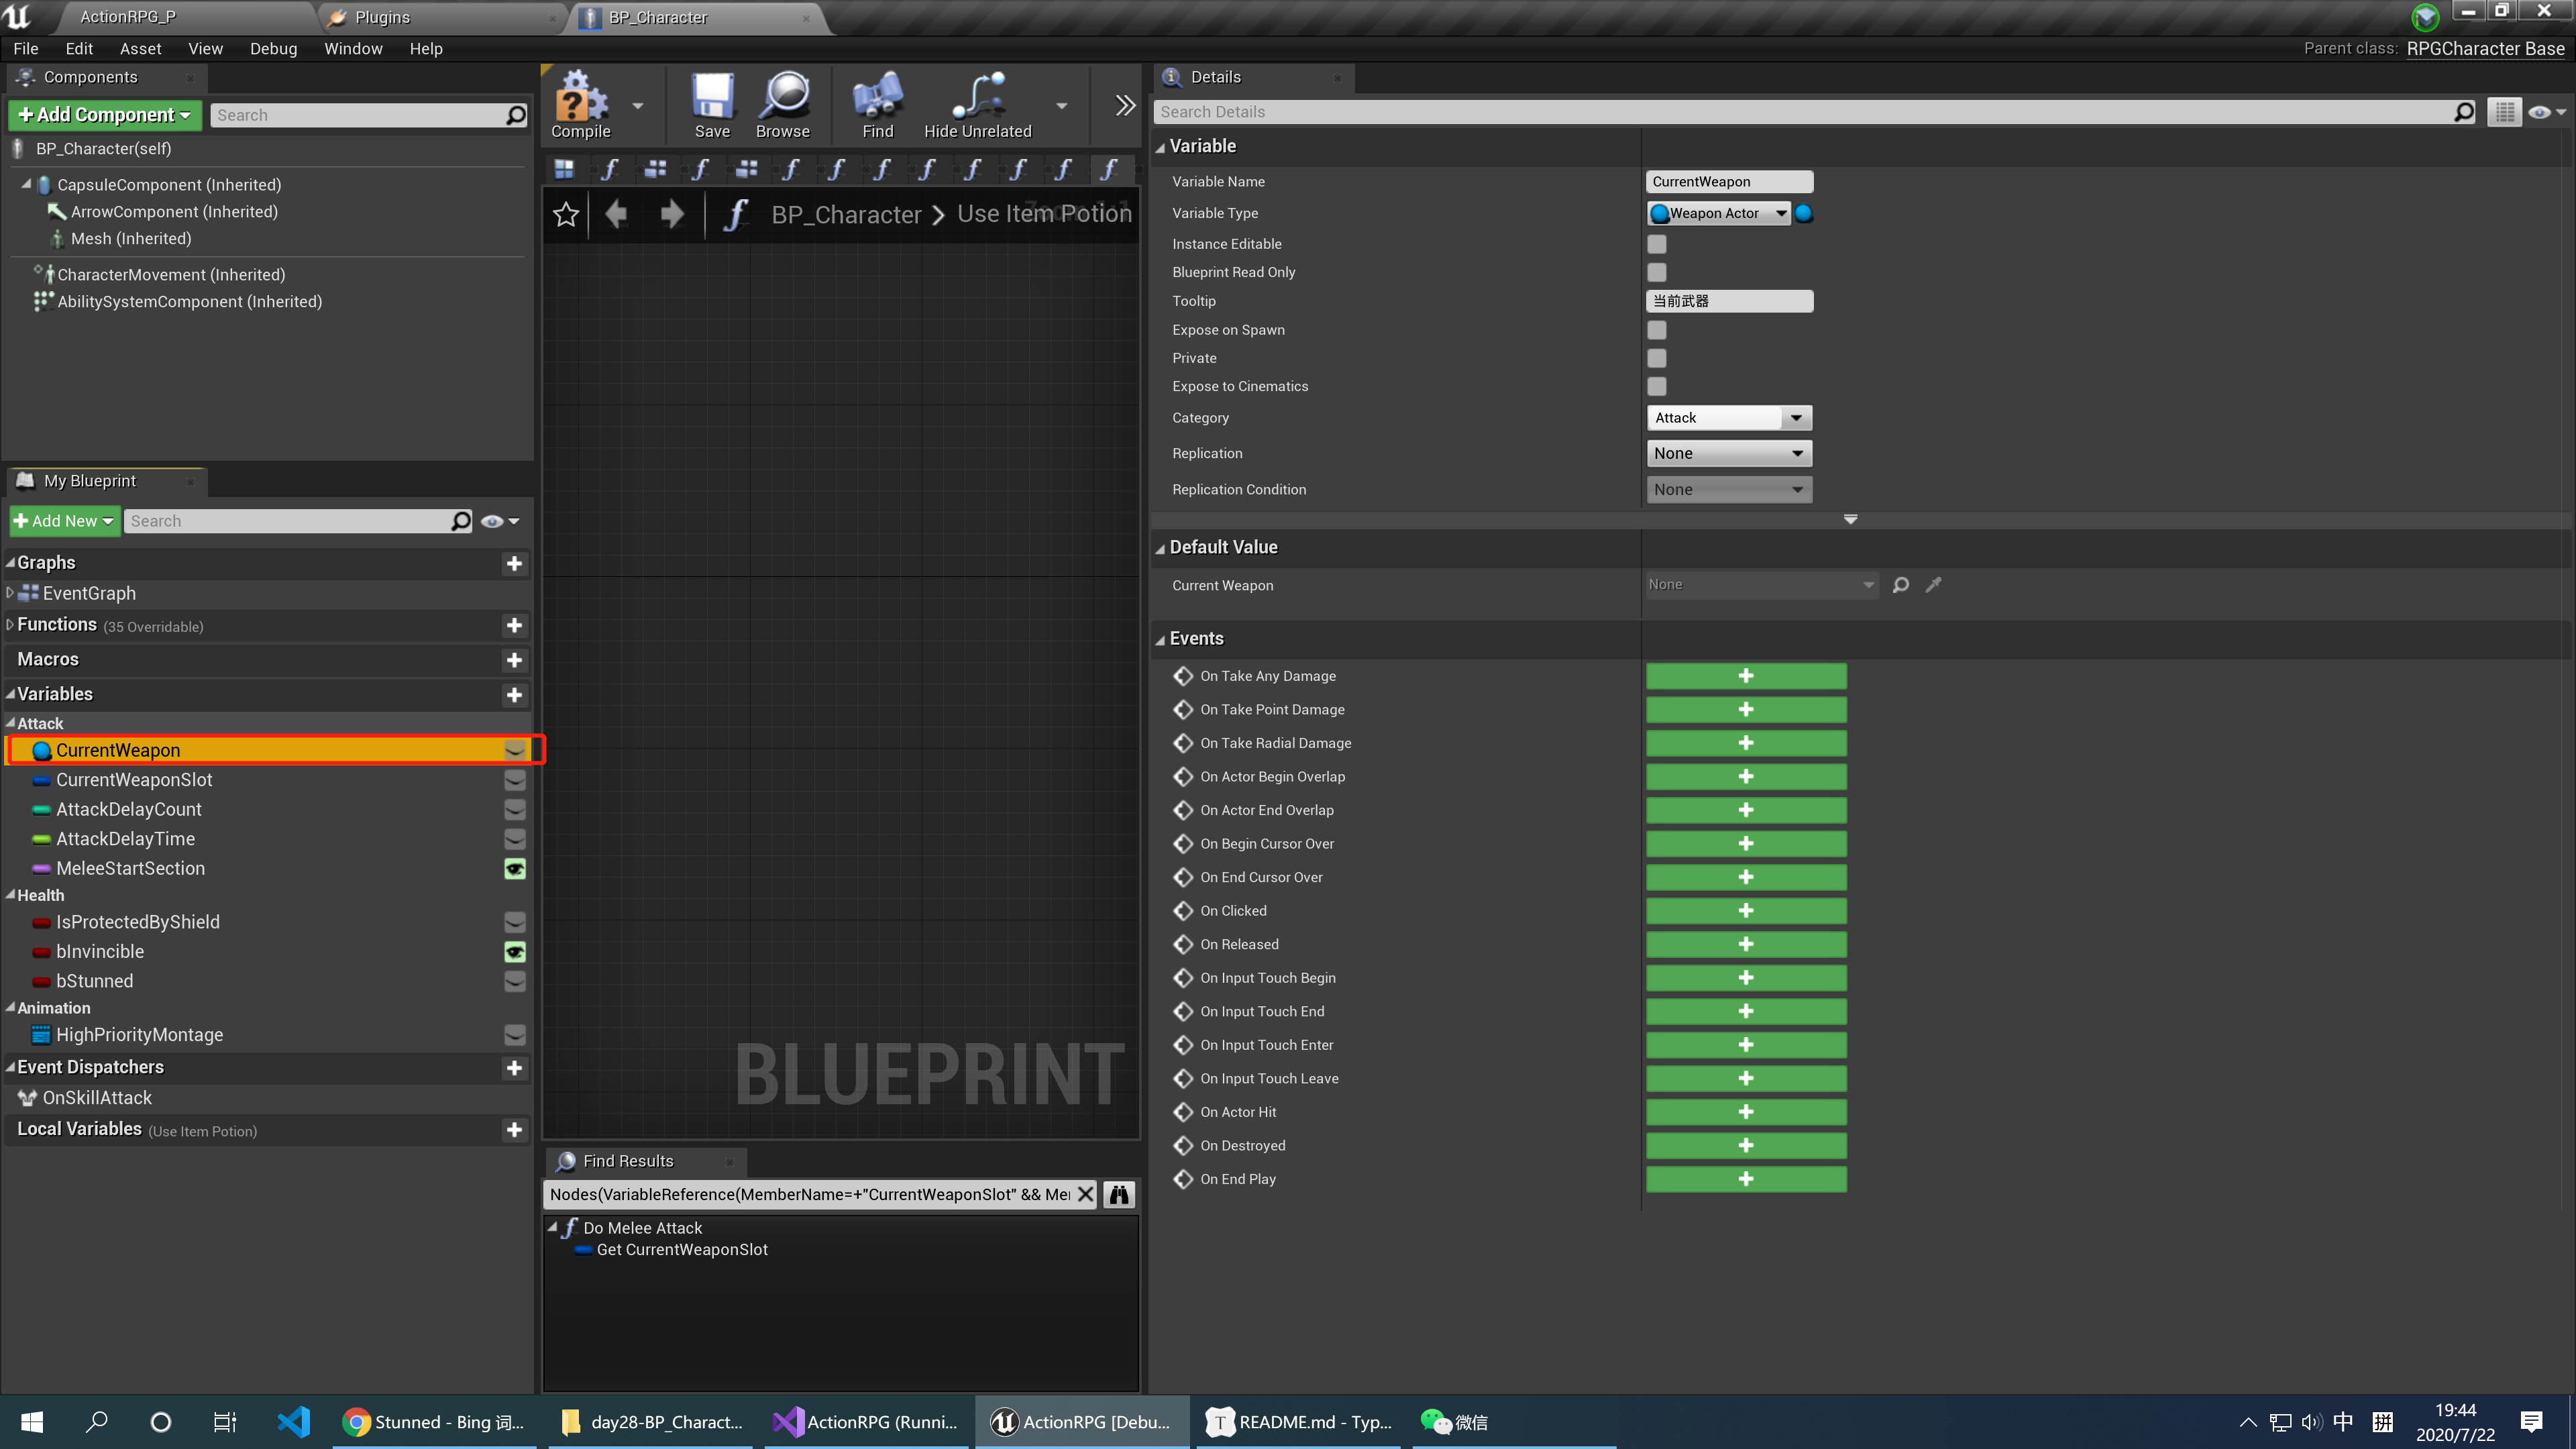 ActionRPG_P
Plugins
BP_Character
File Edit Asset View Debug Window Help
Parent class: RPGCharacter Base
Components
Add Component
Search
BP_Character(self)
CapsuleComponent (Inherited)
ArrowComponent (Inherited)
Mesh (Inherited)
CharacterMovement (Inherited)
AbilitySystemComponent (Inherited)
My Blueprint
Add New
Search
Graphs
EventGraph
Functions (35 Overridable)
Macros
Variables
Attack
CurrentWeapon
CurrentWeaponSlot
AttackDelayCount
AttackDelayTime
MeleeStartSection
Health
IsProtectedByShield
bInvincible
bStunned
Animation
HighPriorityMontage
Event Dispatchers
OnSkillAttack
Local Variables (Use Item Potion)
Compile
Save
Browse
Find
Hide Unrelated
BP_Character > Use Item Potion
BLUEPRINT
Find Results
Nodes(VariableReference(MemberName=+"CurrentWeaponSlot" && Me
Do Melee Attack
Get CurrentWeaponSlot
Details
Search Details
Variable
Variable Name CurrentWeapon
Variable Type Weapon Actor
Instance Editable
Blueprint Read Only
Tooltip 当前武器
Expose on Spawn
Private
Expose to Cinematics
Category Attack
Replication None
Replication Condition None
Default Value
Current Weapon None
Events
On Take Any Damage
On Take Point Damage
On Take Radial Damage
On Actor Begin Overlap
On Actor End Overlap
On Begin Cursor Over
On End Cursor Over
On Clicked
On Released
On Input Touch Begin
On Input Touch End
On Input Touch Enter
On Input Touch Leave
On Actor Hit
On Destroyed
On End Play
Stunned - Bing 词...
day28-BP_Charact...
ActionRPG (Runni...
ActionRPG [Debu...
README.md - Typ...
微信
中
拼
19:44
2020/7/22